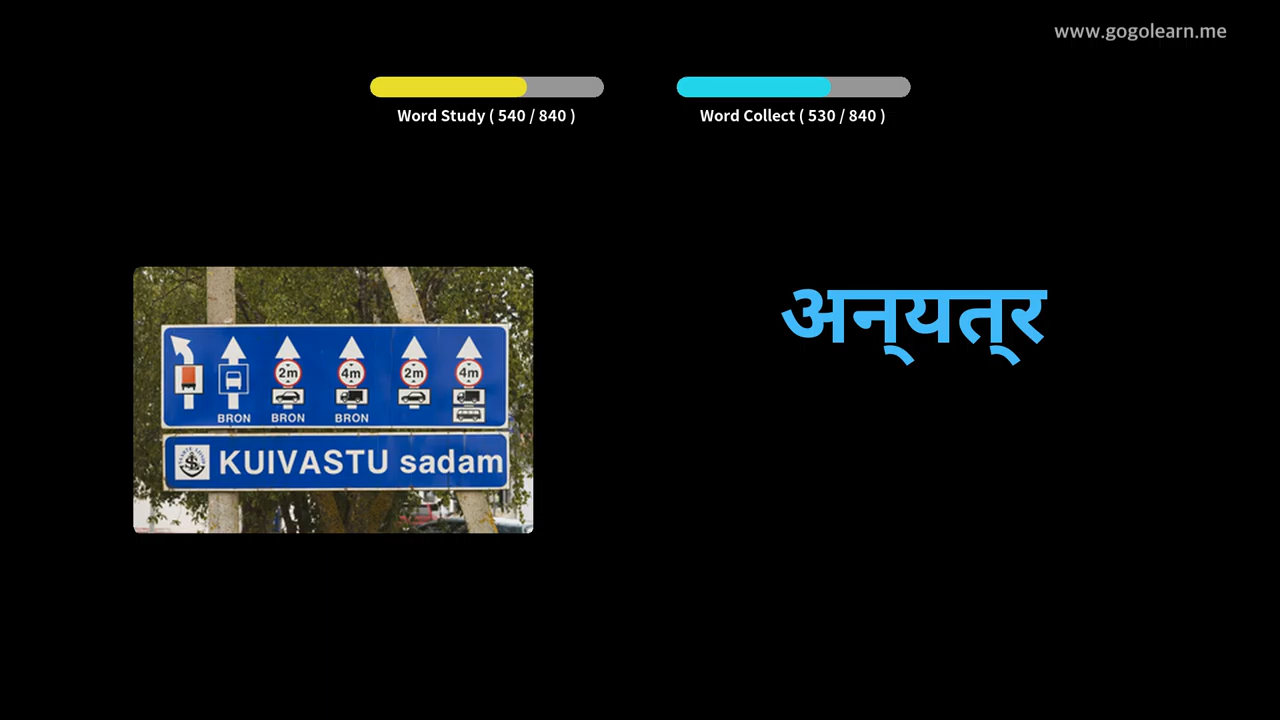 www.gogolearn.me
Word Study ( 540 / 840 )
Word Collect ( 530 / 840 )
अन्‌यत्‌र
2m 4m 2m 4m
BRON BRON BRON
KUIVASTU sadam